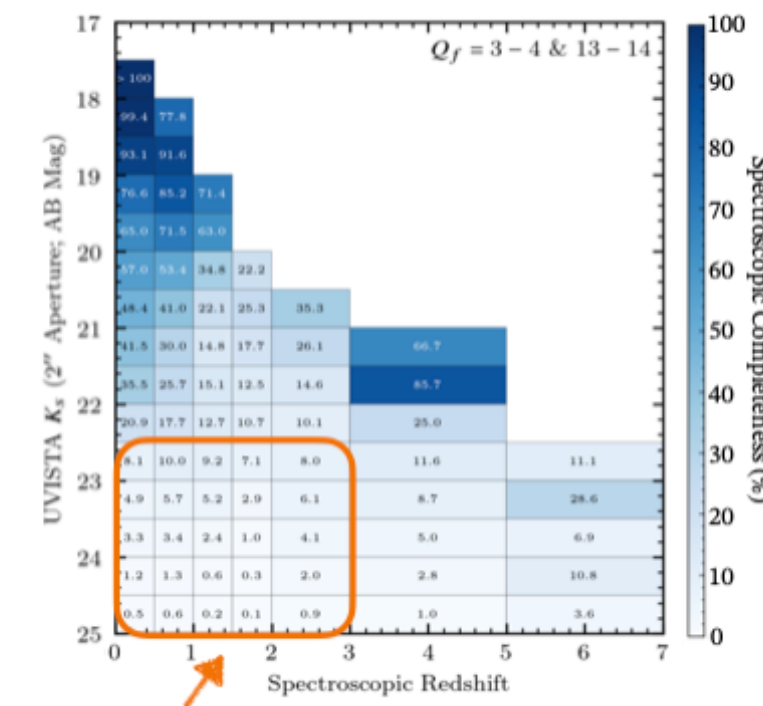 17
Q_f = 3 − 4 & 13 − 14
100
> 100
18
90
99.4 77.8
93.1 91.6
80
19
76.6 85.2 71.4
70
65.0 71.5 63.0
20
57.0 53.4 34.8 22.2
60
48.4 41.0 22.1 25.3 35.3
21
50
41.5 30.0 14.8 17.7 26.1 66.7
35.5 25.7 15.1 12.5 14.6 85.7
40
22
20.9 17.7 12.7 10.7 10.1 25.0
30
8.1 10.0 9.2 7.1 8.0 11.6 11.1
23
4.9 5.7 5.2 2.9 6.1 8.7 28.6
20
3.3 3.4 2.4 1.0 4.1 5.0 6.9
24
10
1.2 1.3 0.6 0.3 2.0 2.8 10.8
0.5 0.6 0.2 0.1 0.9 1.0 3.6
25
0
0 1 2 3 4 5 6 7
Spectroscopic Redshift
UVISTA K_s (2″ Aperture; AB Mag)
Spectroscopic Completeness (%)